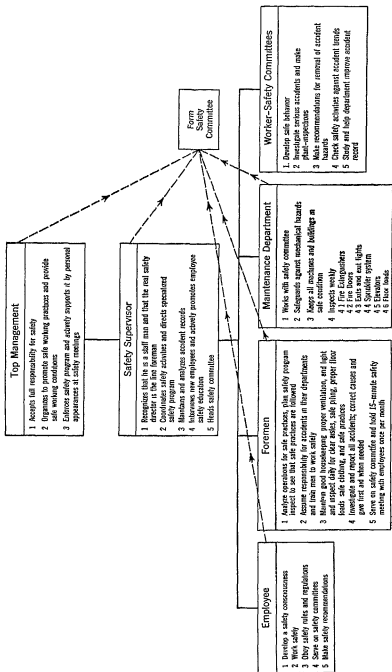 Top Management
1 Accepts full responsibility for safety
2 Organizes to promote safe working practices and provide
safe working conditions
3 Enforces safety program and actively supports it by personal
appearance at safety meetings
Form
Safety
Committee
Safety Supervisor
1 Recognizes that he is a staff man and that the real safety
director is the line foreman
2 Coordinates safety activities and directs specialized
safety program
3 Maintains and analyzes accident records
4 Interviews new employees and actively promotes employee
safety education
5 Heads safety committee
Employee
1 Develop a safety consciousness
2 Work safely
3 Obey safety rules and regulations
4 Serve on safety committees
5 Make safety recommendations
Foremen
1 Analyze operations for safe practices, plan safety program
inspect to see that safe practices are followed
2 Assume responsibility for accidents in their departments
and train men to work safely
3 Maintain good housekeeping proper ventilation, and light
and inspect daily for clear aisles, safe piling, proper floor
loads safe clothing, and safe practices
4 Investigate and report all accidents; correct causes and
gave first aid when needed
5 Serve on safety committee and hold 15-minute safety
meeting with employees once per month
Maintenance Department
1 Works with safety committee
2 Safeguards against mechanical hazards
3 Keeps all machines and buildings in
safe condition
4 Inspects weekly
4 1 Fire Extinguishers
4 2 Fire Doors
4 3 Exits and exit lights
4 4 Sprinkler system
4 5 Elevators
4 6 Floor loads
Worker-Safety Committees
1. Develop safe behavior
2 Investigate serious accidents and make
plant-inspections
3 Make recommendations for removal of accident
hazards
4 Check safety activities against accident trends
5 Study and help department improve accident
record